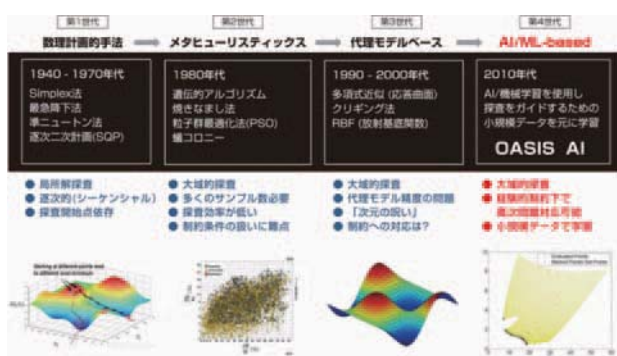 第1世代
第2世代
第3世代
第4世代
数理計画的手法
メタヒューリスティックス
代理モデルベース
AI/ML-based
1940 - 1970年代
Simplex法
最急降下法
準ニュートン法
逐次二次計画(SQP)
1980年代
遺伝的アルゴリズム
焼きなまし法
粒子群最適化法(PSO)
蟻コロニー
1990 - 2000年代
多項式近似 (応答曲面)
クリギング法
RBF (放射基底関数)
2010年代
AI/機械学習を使用し
探査をガイドするための
小規模データを元に学習
OASIS AI
● 局所解探査
● 逐次的(シーケンシャル)
● 探査開始点依存
● 大域的探査
● 多くのサンプル数必要
● 探査効率が低い
● 制約条件の扱いに難点
● 大域的探査
● 代理モデル精度の問題
● 「次元の呪い」
● 制約への対応は?
● 大域的探査
● 経験的制約下で
高次問題対応可能
● 小規模データで学習
Starting at different points lead
to different local minimum